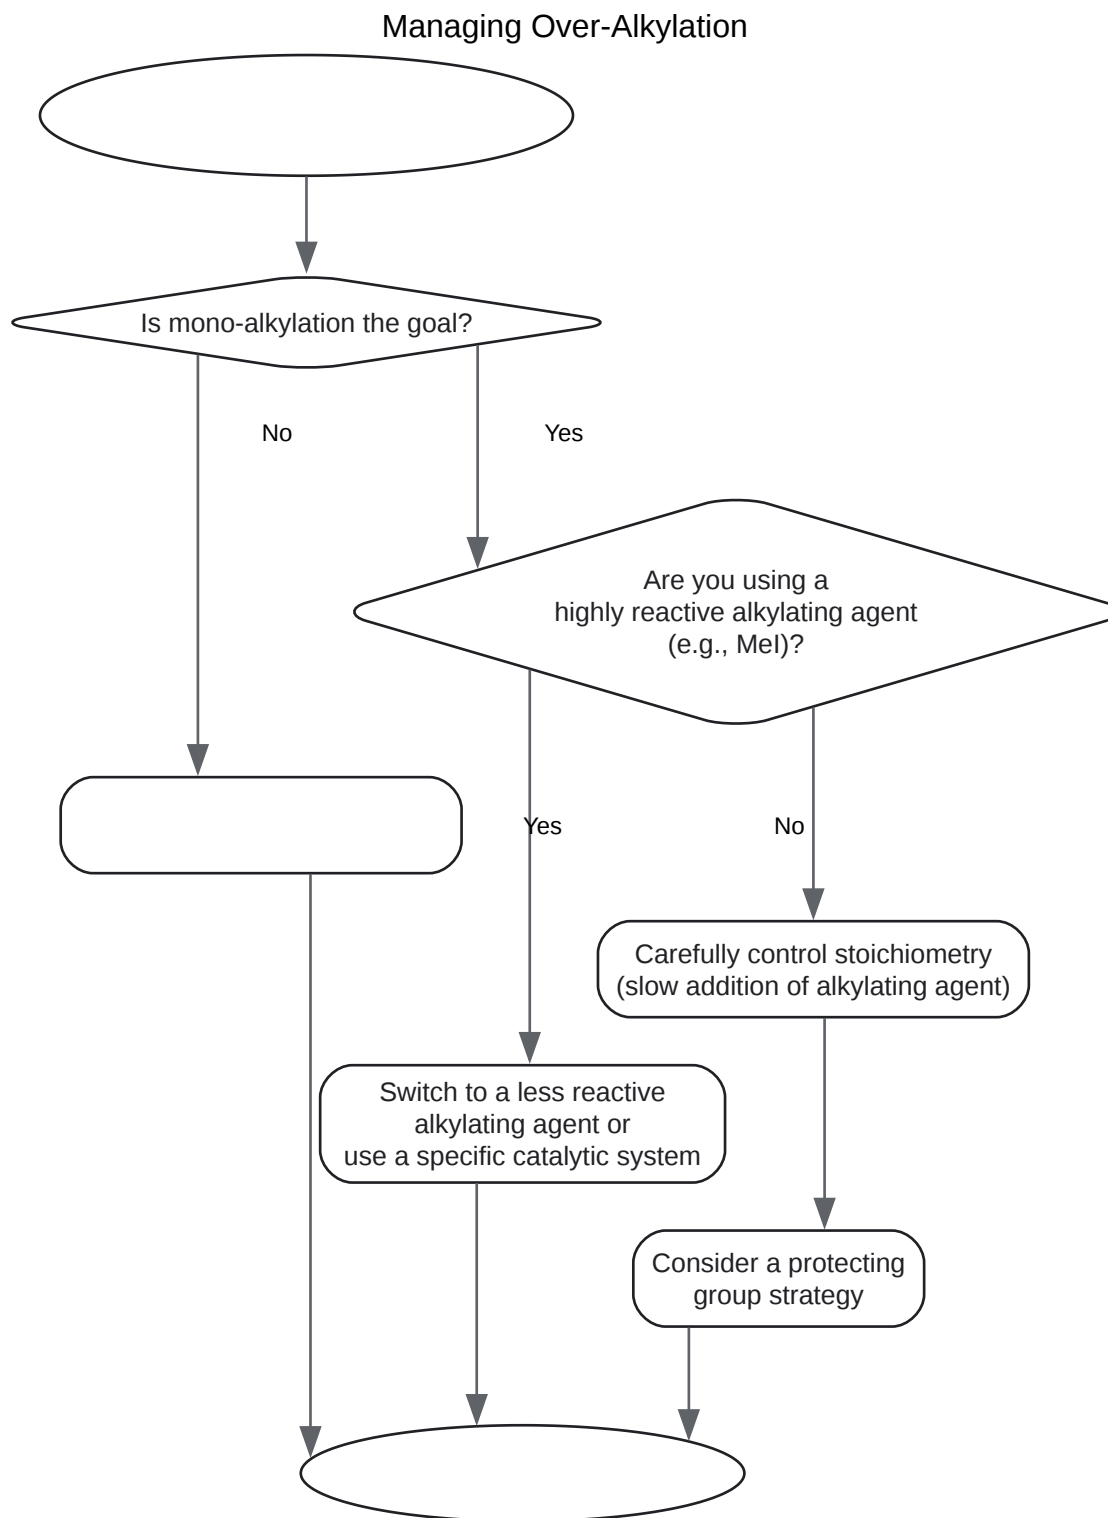 Managing Over-Alkylation
Is mono-alkylation the goal?
No
Yes
Are you using a
highly reactive alkylating agent
(e.g., MeI)?
Yes
No
Carefully control stoichiometry
(slow addition of alkylating agent)
Switch to a less reactive
alkylating agent or
use a specific catalytic system
Consider a protecting
group strategy